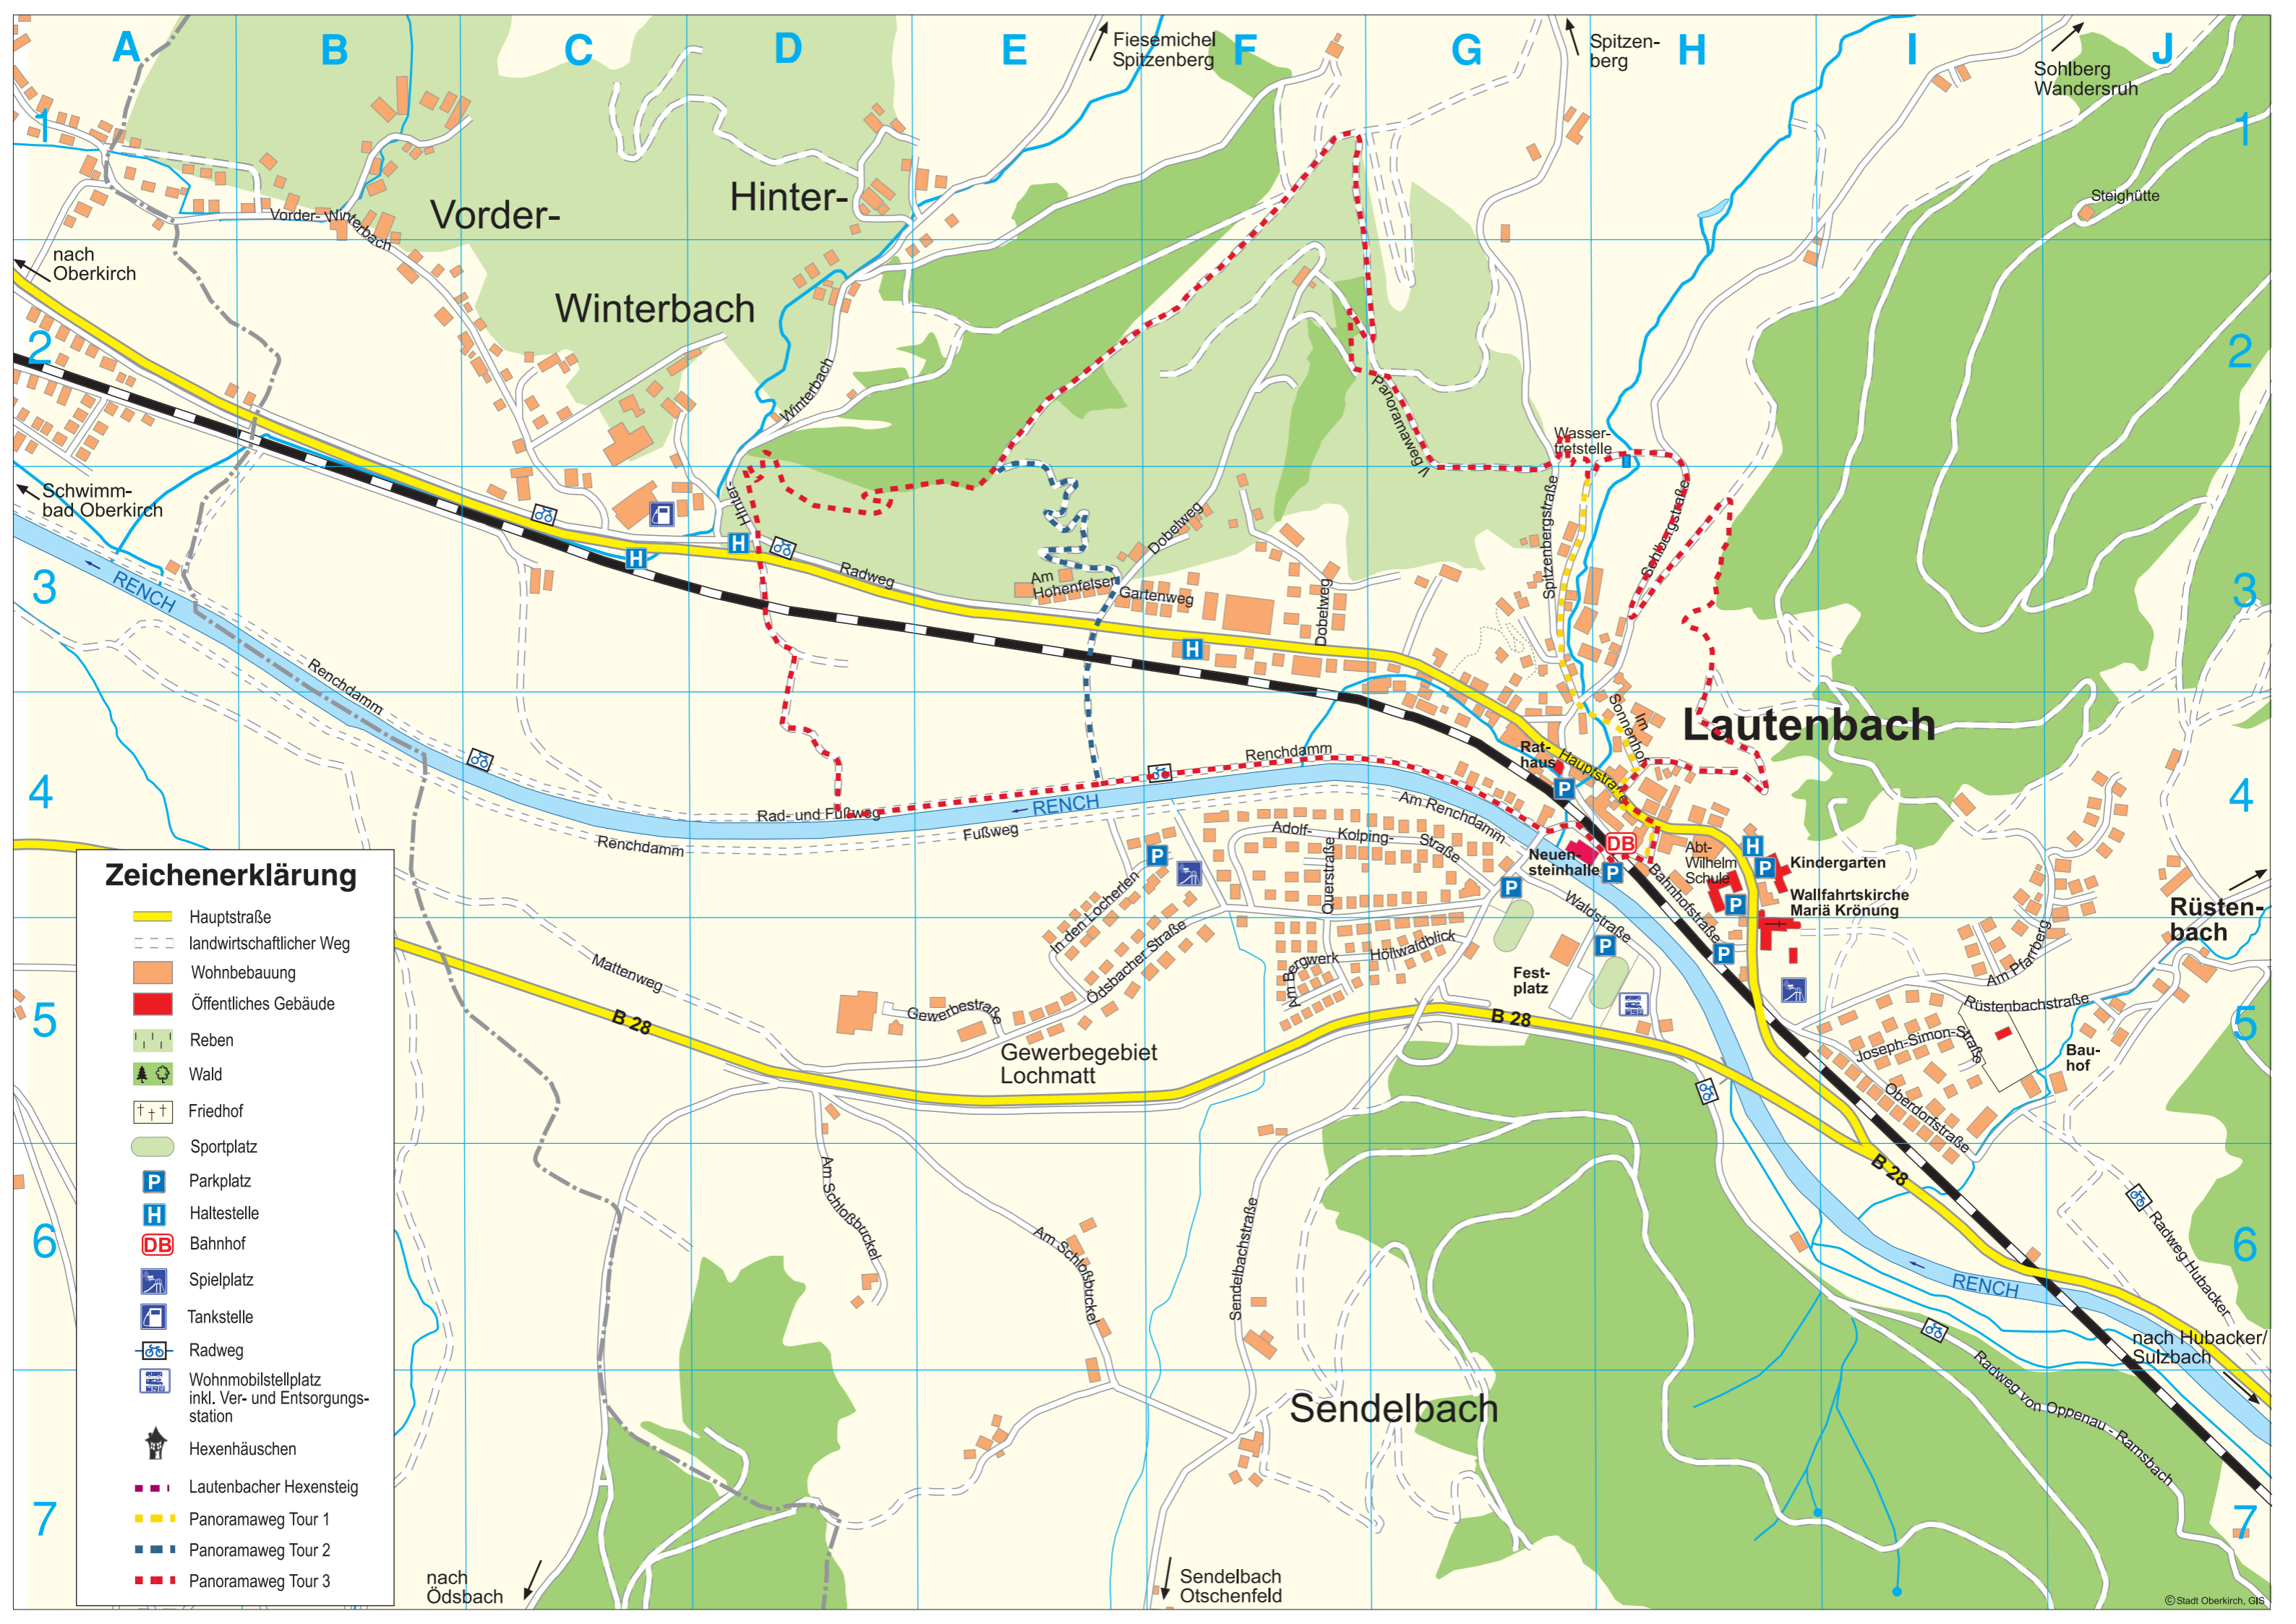 A
B
C
D
E
F
G
H
I
J
Fiesemichel
Spitzenberg
Spitzen-
berg
Sohlberg
Wandersruh
1
1
Steighütte
Hinter-
Vorder-
Vorder- Winterbach
nach
Oberkirch
Winterbach
2
2
Winterbach
Panoramaweg IV
Wasser-
tretstelle
Schwimm-
bad Oberkirch
Hinter-
Spitzenbergstraße
Sohlbergstraße
Dobelweg
H
H
Radweg
Am
Hohenfelsen
Gartenweg
Dobelweg
3
3
RENCH
H
Renchdamm
Im
Sonnenhof
Lautenbach
Renchdamm
Rat-
haus
Hauptstraße
P
4
4
Rad- und Fußweg
RENCH
Fußweg
Renchdamm
Am Renchdamm
Adolf-
Kolping-
Straße
Querstraße
P
Neuen-
steinhalle
DB
P
P
Abt-
Wilhelm
Schule
H
P
Kindergarten
P
Wallfahrtskirche
Mariä Krönung
Bahnhofstraße
Waldstraße
P
P
Rüsten-
bach
In den Locherlen
Ödsbacher Straße
Am Bergwerk
Höllwaldblick
Fest-
platz
Am Pfarrberg
Rüstenbachstraße
Mattenweg
Gewerbestraße
B 28
B 28
5
5
Joseph-Simon-Straße
Bau-
hof
Oberdorfstraße
Gewerbegebiet
Lochmatt
B 28
Am Schloßbückel
Am Schloßbückel
Sendelbachstraße
6
6
RENCH
Radweg Hubacker
nach Hubacker/
Sulzbach
Radweg von Oppenau - Ramsbach
Sendelbach
7
7
nach
Ödsbach
Sendelbach
Otschenfeld
Zeichenerklärung
Hauptstraße
landwirtschaftlicher Weg
Wohnbebauung
Öffentliches Gebäude
Reben
Wald
Friedhof
Sportplatz
P Parkplatz
H Haltestelle
DB Bahnhof
Spielplatz
Tankstelle
Radweg
Wohnmobilstellplatz
inkl. Ver- und Entsorgungs-
station
Hexenhäuschen
Lautenbacher Hexensteig
Panoramaweg Tour 1
Panoramaweg Tour 2
Panoramaweg Tour 3
© Stadt Oberkirch, GIS